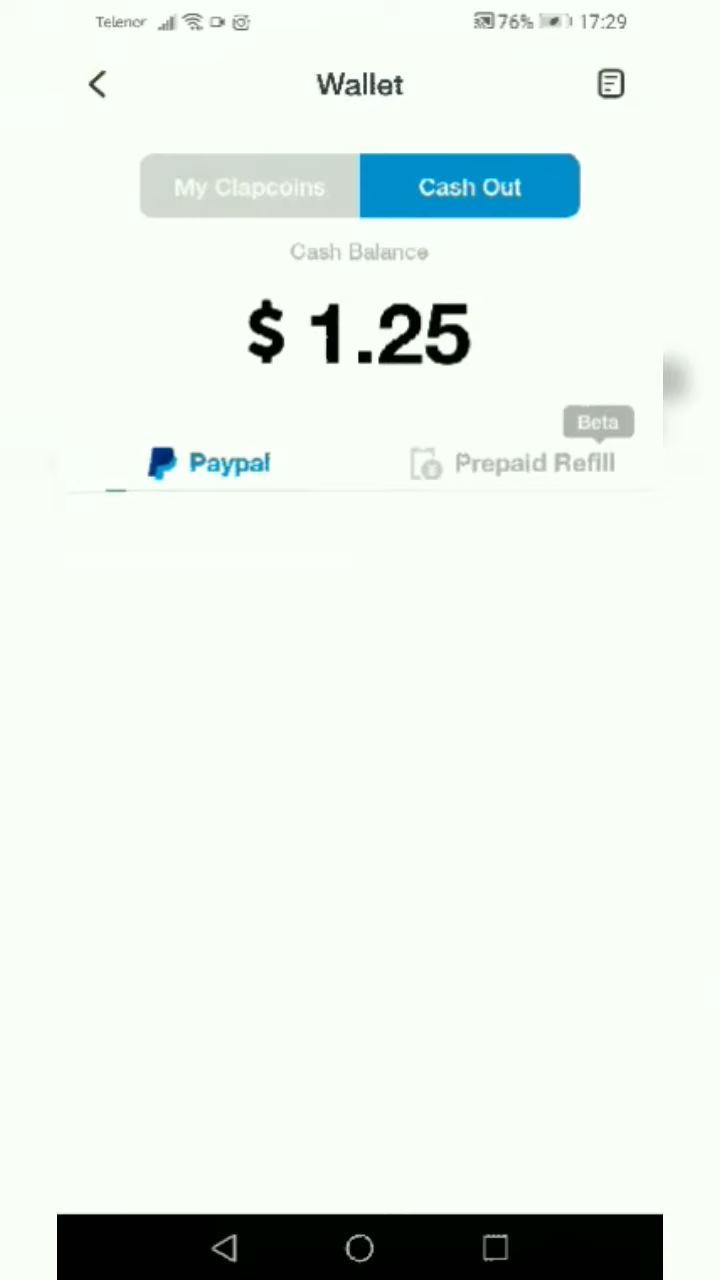 Telenor 76% 17:29
Wallet
My Clapcoins Cash Out
Cash Balance
$ 1.25
Beta
Paypal Prepaid Refill